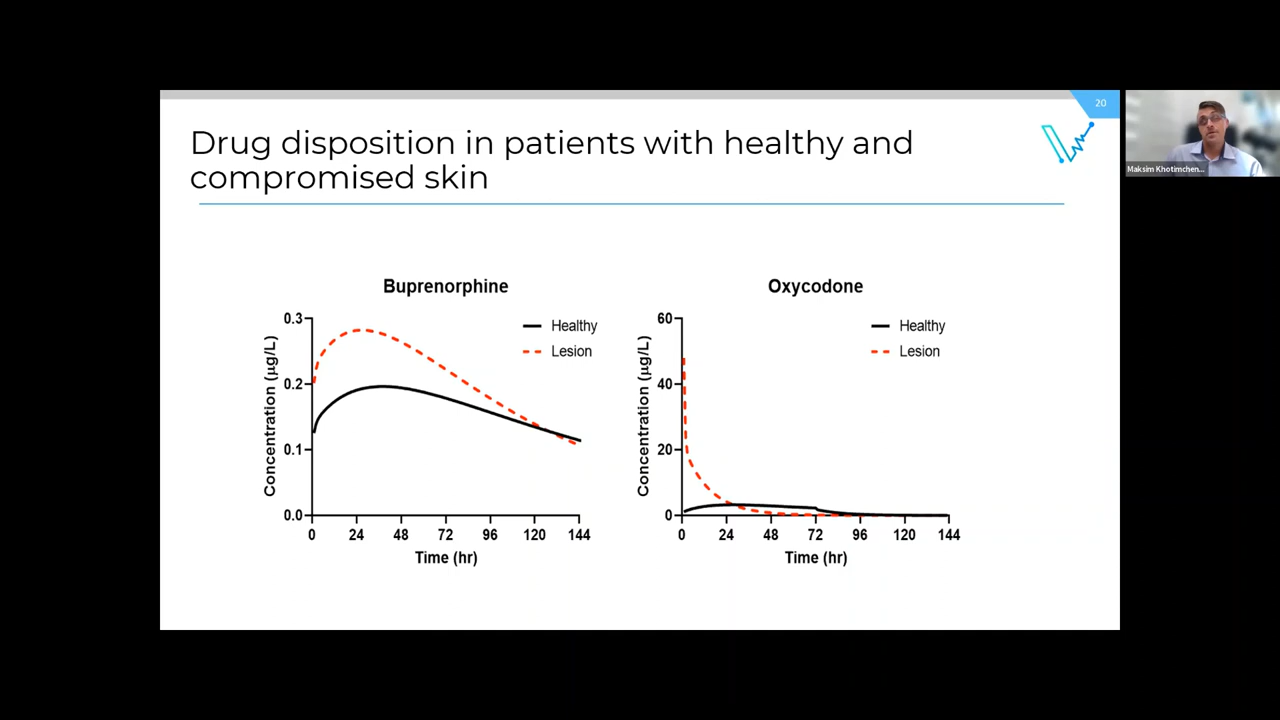 20
Drug disposition in patients with healthy and
compromised skin
Maksim Khotimchen...
Buprenorphine
Concentration (µg/L)
0.3
0.2
0.1
0.0
Healthy
Lesion
0 24 48 72 96 120 144
Time (hr)
Oxycodone
Concentration (µg/L)
60
40
20
0
Healthy
Lesion
0 24 48 72 96 120 144
Time (hr)